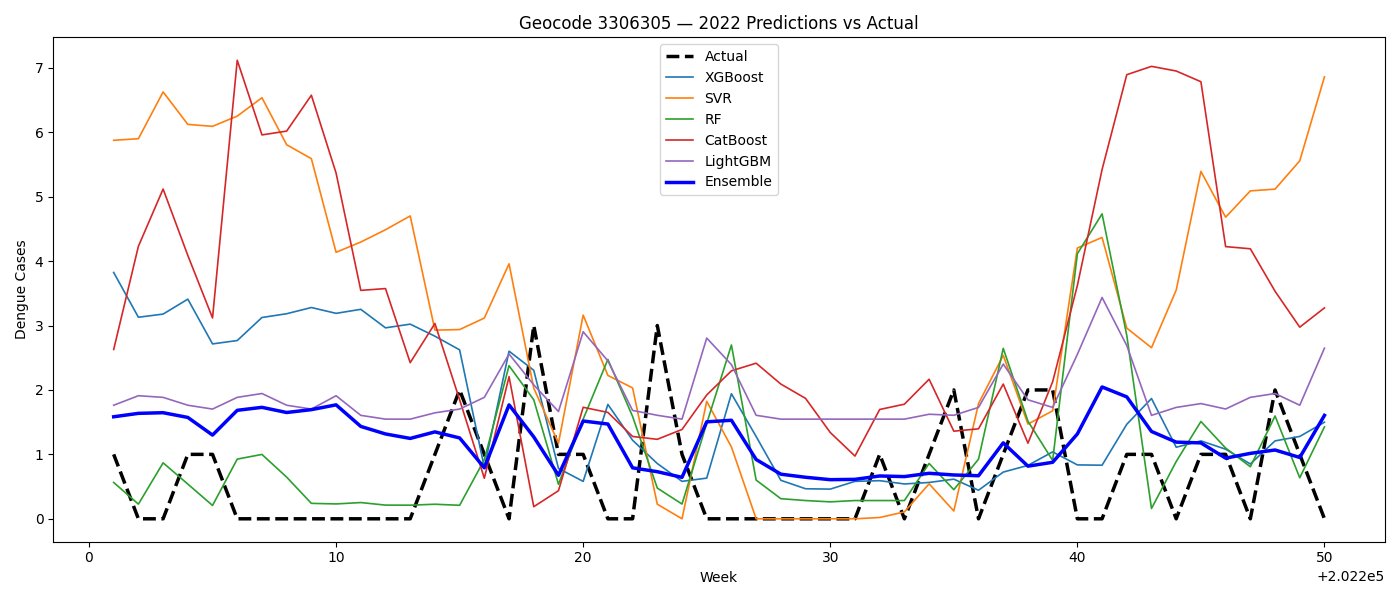 Geocode 3306305 — 2022 Predictions vs Actual
Actual
XGBoost
SVR
RF
CatBoost
LightGBM
Ensemble
Dengue Cases
7
6
5
4
3
2
1
0
0 10 20 30 40 50
Week
+2.022e5